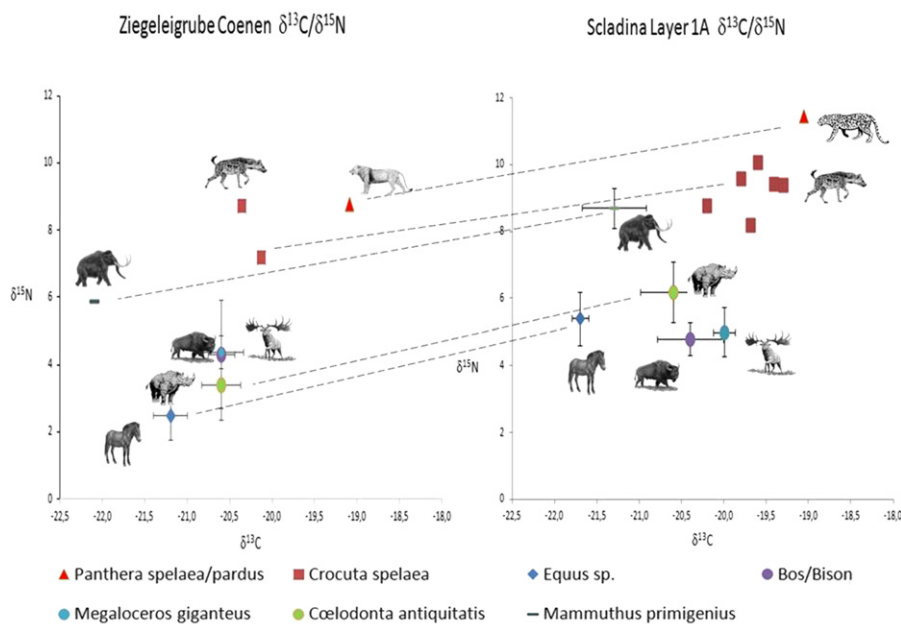 Ziegeleigrube Coenen δ¹³C/δ¹⁵N
Scladina Layer 1A δ¹³C/δ¹⁵N
12
10
8
δ¹⁵N
6
4
2
0
-22,5 -22,0 -21,5 -21,0 -20,5 -20,0 -19,5 -19,0 -18,5 -18,0
δ¹³C
12
10
8
6
4
δ¹⁵N
2
0
-22,5 -22,0 -21,5 -21,0 -20,5 -20,0 -19,5 -19,0 -18,5 -18,0
δ¹³C
Panthera spelaea/pardus Crocuta spelaea Equus sp. Bos/Bison
Megaloceros giganteus Cœlodonta antiquitatis Mammuthus primigenius